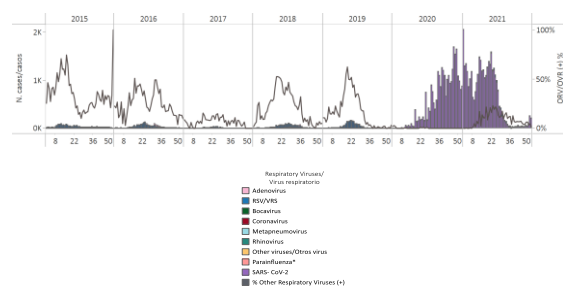 2015 2016 2017 2018 2019 2020 2021
2K
1K
0K
N. cases/casos
100%
50%
0%
ORV/OVR (+) %
8 22 36 50 8 22 36 50 8 22 36 50 8 22 36 50 8 22 36 50 8 22 36 50 8 22 36 50
Respiratory Viruses/
Virus respiratorio
Adenovirus
RSV/VRS
Bocavirus
Coronavirus
Metapneumovirus
Rhinovirus
Other viruses/Otros virus
Parainfluenza*
SARS- CoV-2
% Other Respiratory Viruses (+)